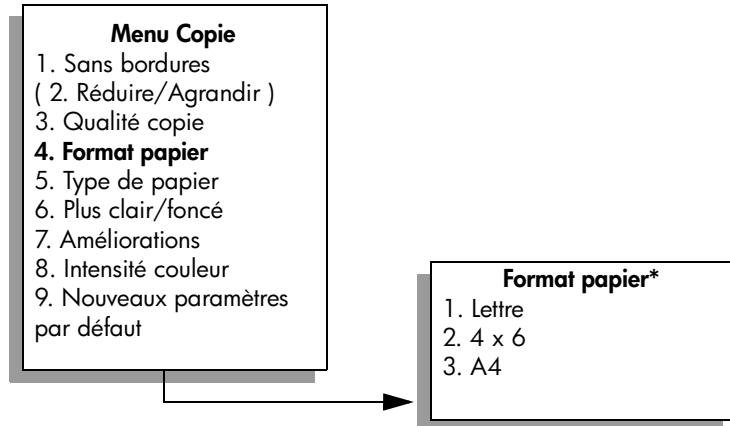 Menu Copie
1. Sans bordures
( 2. Réduire/Agrandir )
3. Qualité copie
4. Format papier
5. Type de papier
6. Plus clair/foncé
7. Améliorations
8. Intensité couleur
9. Nouveaux paramètres
par défaut
Format papier*
1. Lettre
2. 4 x 6
3. A4